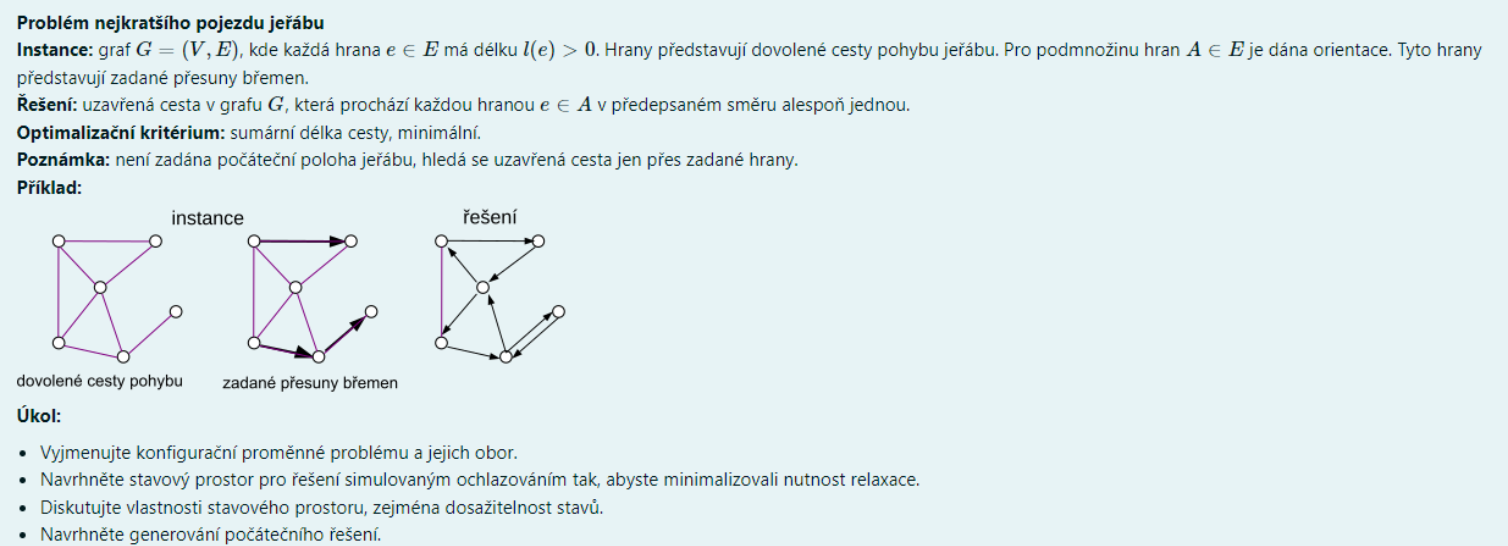 Problém nejkratšího pojezdu jeřábu
Instance: graf G = (V, E), kde každá hrana e ∈ E má délku l(e) > 0. Hrany představují dovolené cesty pohybu jeřábu. Pro podmnožinu hran A ∈ E je dána orientace. Tyto hrany
představují zadané přesuny břemen.
Řešení: uzavřená cesta v grafu G, která prochází každou hranou e ∈ A v předepsaném směru alespoň jednou.
Optimalizační kritérium: sumární délka cesty, minimální.
Poznámka: není zadána počáteční poloha jeřábu, hledá se uzavřená cesta jen přes zadané hrany.
Příklad:
instance
řešení
dovolené cesty pohybu
zadané přesuny břemen
Úkol:
• Vyjmenujte konfigurační proměnné problému a jejich obor.
• Navrhněte stavový prostor pro řešení simulovaným ochlazováním tak, abyste minimalizovali nutnost relaxace.
• Diskutujte vlastnosti stavového prostoru, zejména dosažitelnost stavů.
• Navrhněte generování počátečního řešení.